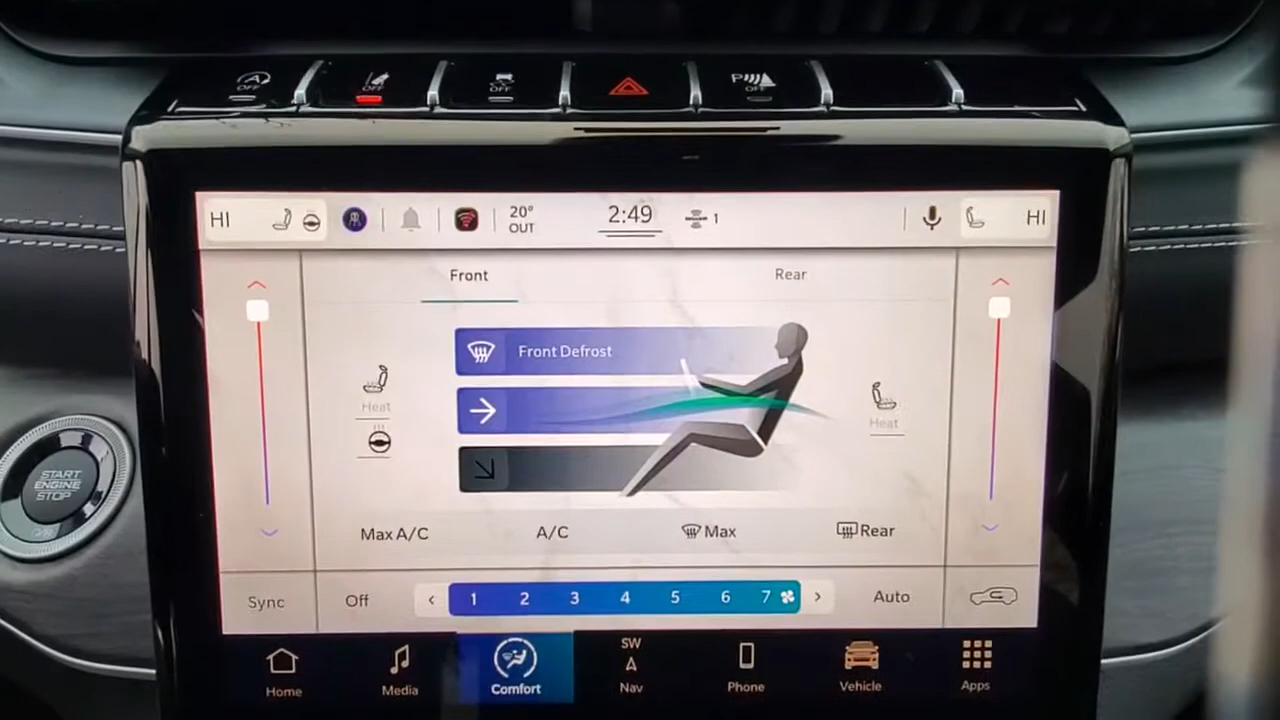 OFF
OFF
OFF
P
OFF
HI
20°
OUT
2:49
1
HI
Front
Rear
Front Defrost
Heat
Heat
Max A/C
A/C
Max
Rear
START
ENGINE
STOP
Sync
Off
1 2 3 4 5 6 7
Auto
Home
Media
Comfort
SW
Nav
Phone
Vehicle
Apps